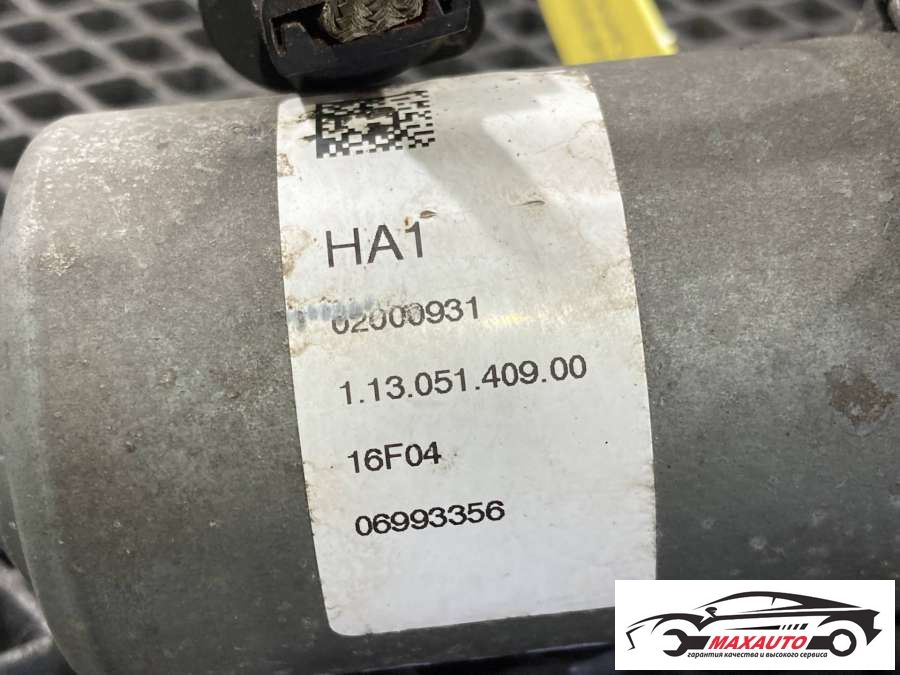 HA1
02000931
1.13.051.409.00
16F04
06993356
MAXAUTO
гарантия качества и высокого сервиса